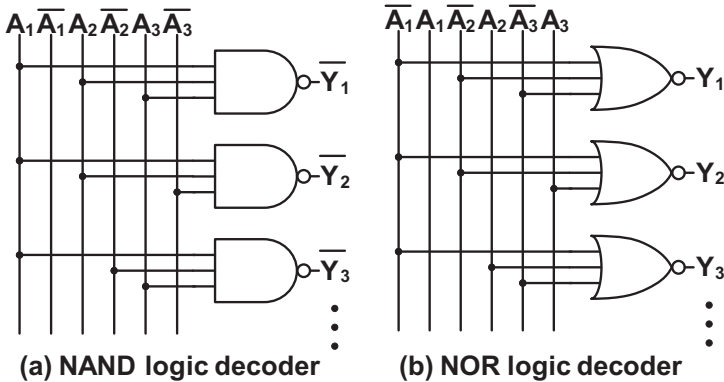 A₁ A̅₁ A₂ A̅₂ A₃ A̅₃
Y̅₁
Y̅₂
Y̅₃
(a) NAND logic decoder
A̅₁ A₁ A̅₂ A₂ A̅₃ A₃
Y₁
Y₂
Y₃
(b) NOR logic decoder